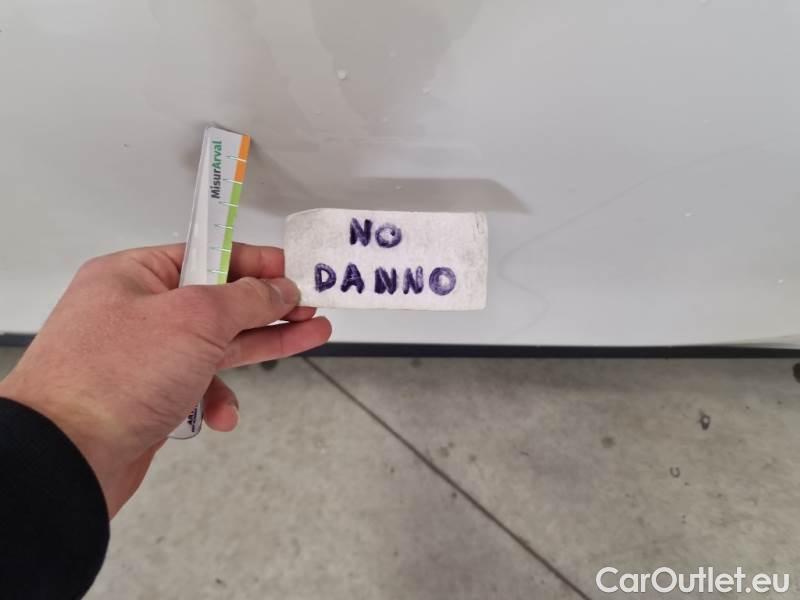 MisurArval
NO
DANNO
CarOutlet.eu